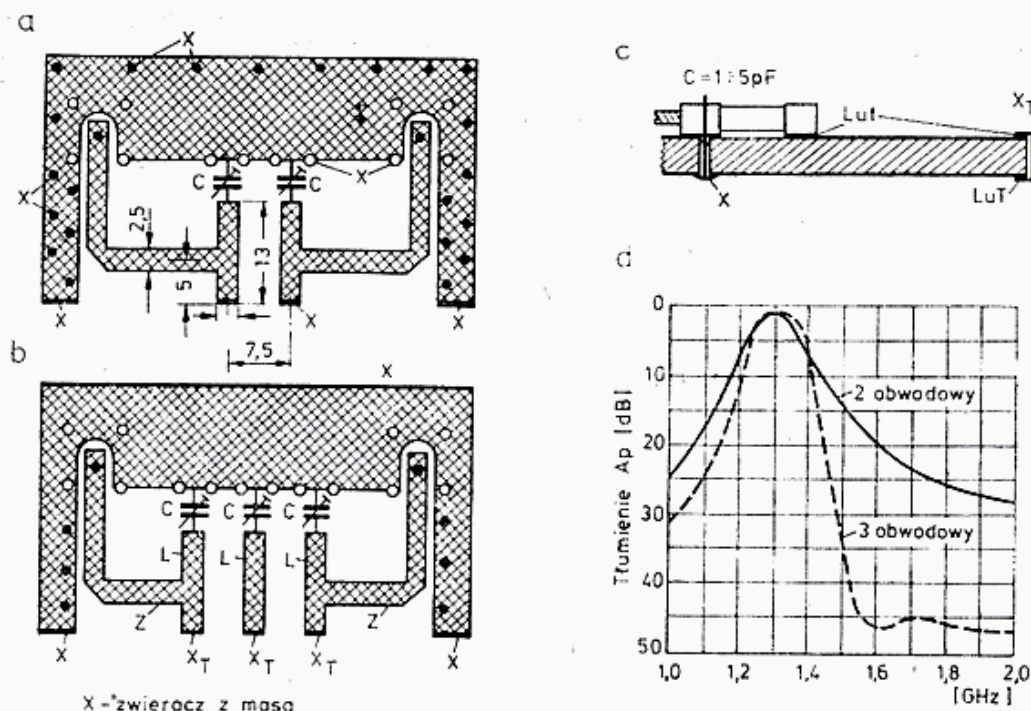 a
X
X
C
C
X
2,5
5
13
X
X
X
7,5
b
X
C
C
C
L
L
L
Z
Z
X
X_T
X_T
X_T
X
X - zwieracz z masą
c
C = 1÷5pF
Lut
X_T
X
LuT
d
Tłumienie Ap [dB]
0
10
20
30
40
50
2 obwodowy
3 obwodowy
1,0
1,2
1,4
1,6
1,8
2,0
[GHz]